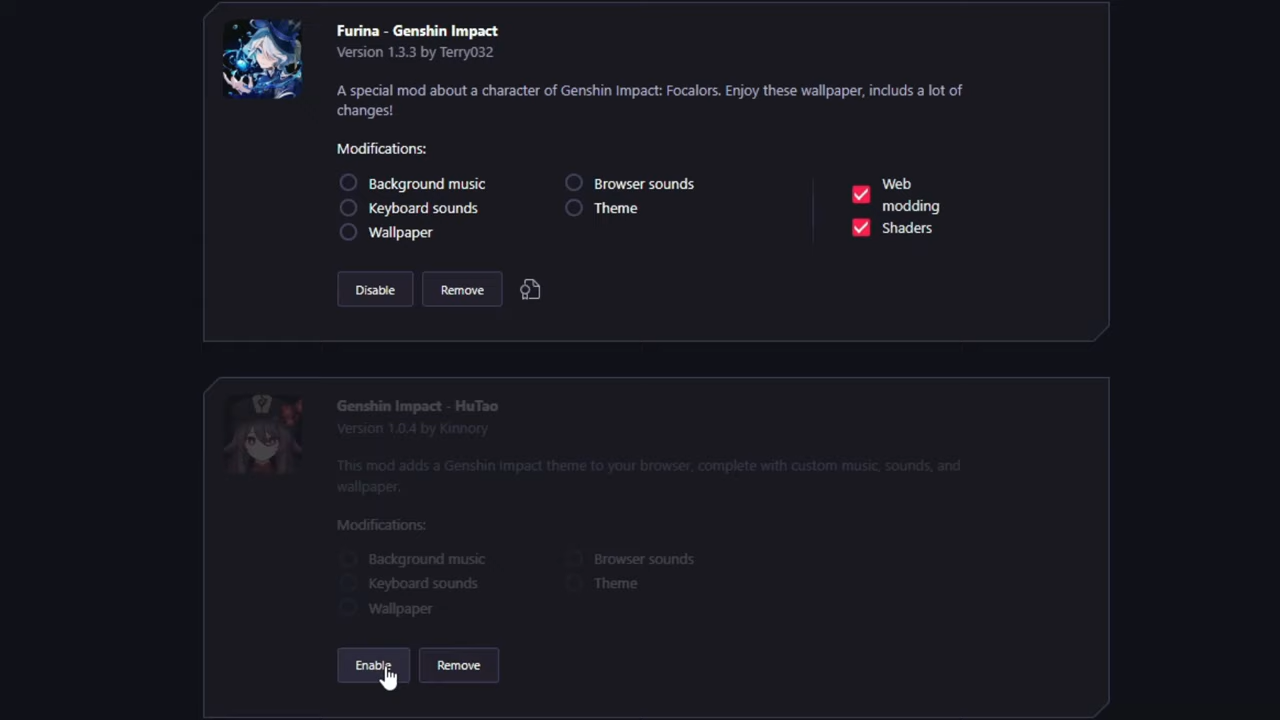 Furina - Genshin Impact
Version 1.3.3 by Terry032
A special mod about a character of Genshin Impact: Focalors. Enjoy these wallpaper, includs a lot of
changes!
Modifications:
Background music
Browser sounds
Web
modding
Keyboard sounds
Theme
Shaders
Wallpaper
Disable
Remove
Genshin Impact - HuTao
Version 1.0.4 by Kinnory
This mod adds a Genshin Impact theme to your browser, complete with custom music, sounds, and
wallpaper.
Modifications:
Background music
Browser sounds
Keyboard sounds
Theme
Wallpaper
Enable
Remove